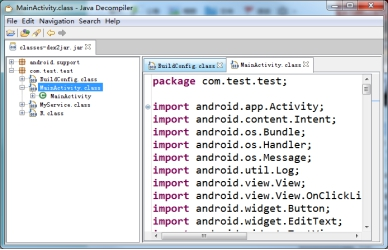 MainActivity.class - Java Decompiler
File Edit Navigation Search Help
classes-dex2jar.jar
android.support
com.test.test
BuildConfig.class
MainActivity.class
MainActivity
MyService.class
R.class
BuildConfig.class MainActivity.class
package com.test.test;
import android.app.Activity;
import android.content.Intent;
import android.os.Bundle;
import android.os.Handler;
import android.os.Message;
import android.util.Log;
import android.view.View;
import android.view.View.OnClickLi
import android.widget.Button;
import android.widget.EditText;